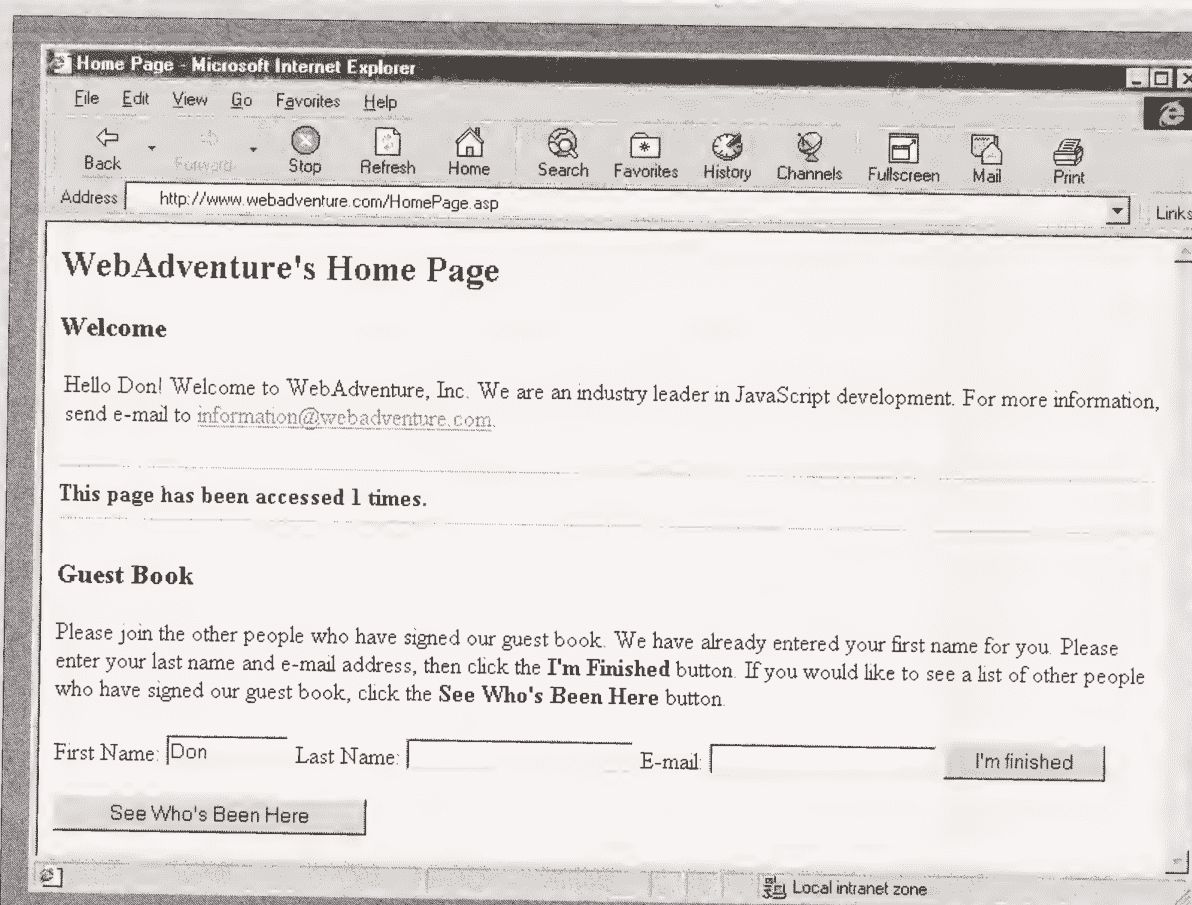 Home Page - Microsoft Internet Explorer
File Edit View Go Favorites Help
Back Forward Stop Refresh Home Search Favorites History Channels Fullscreen Mail Print
Address http://www.webadventure.com/HomePage.asp Links
WebAdventure's Home Page
Welcome
Hello Don! Welcome to WebAdventure, Inc. We are an industry leader in JavaScript development. For more information,
send e-mail to information@webadventure.com.
This page has been accessed 1 times.
Guest Book
Please join the other people who have signed our guest book. We have already entered your first name for you. Please
enter your last name and e-mail address, then click the I'm Finished button. If you would like to see a list of other people
who have signed our guest book, click the See Who's Been Here button.
First Name: Don Last Name: E-mail: I'm finished
See Who's Been Here
Local intranet zone